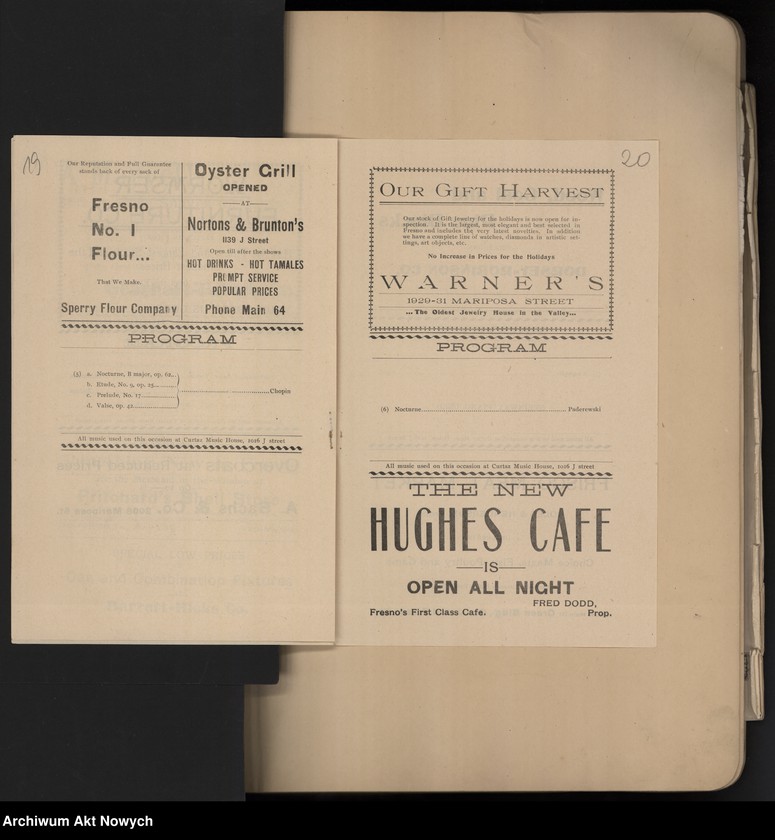 19
Our Reputation and Full Guarantee
stands back of every sack of
Fresno
No. 1
Flour...
That We Make.
Sperry Flour Company
Oyster Grill
OPENED
AT
Nortons & Brunton's
1139 J Street
Open till after the shows
HOT DRINKS - HOT TAMALES
PROMPT SERVICE
POPULAR PRICES
Phone Main 64
PROGRAM
(5) a. Nocturne, B major, op. 62...
b. Etude, No. 9, op. 25...
c. Prelude, No. 17...
d. Valse, op. 42...
...Chopin
All music used on this occasion at Cartaz Music House, 1026 J street
20
OUR GIFT HARVEST
Our stock of Gift Jewelry for the holidays is now open for in-
spection. It is the largest, most elegant and best selected in
Fresno and includes the very latest novelties. In addition
we have a complete line of watches, diamonds in artistic set-
tings, art objects, etc.
No Increase in Prices for the Holidays
WARNER'S
1929-31 MARIPOSA STREET
...The Oldest Jewelry House in the Valley...
PROGRAM
(6) Nocturne...Paderewski
All music used on this occasion at Cartaz Music House, 1026 J street
THE NEW
HUGHES CAFE
IS
OPEN ALL NIGHT
FRED DODD,
Fresno's First Class Cafe. Prop.
Archiwum Akt Nowych